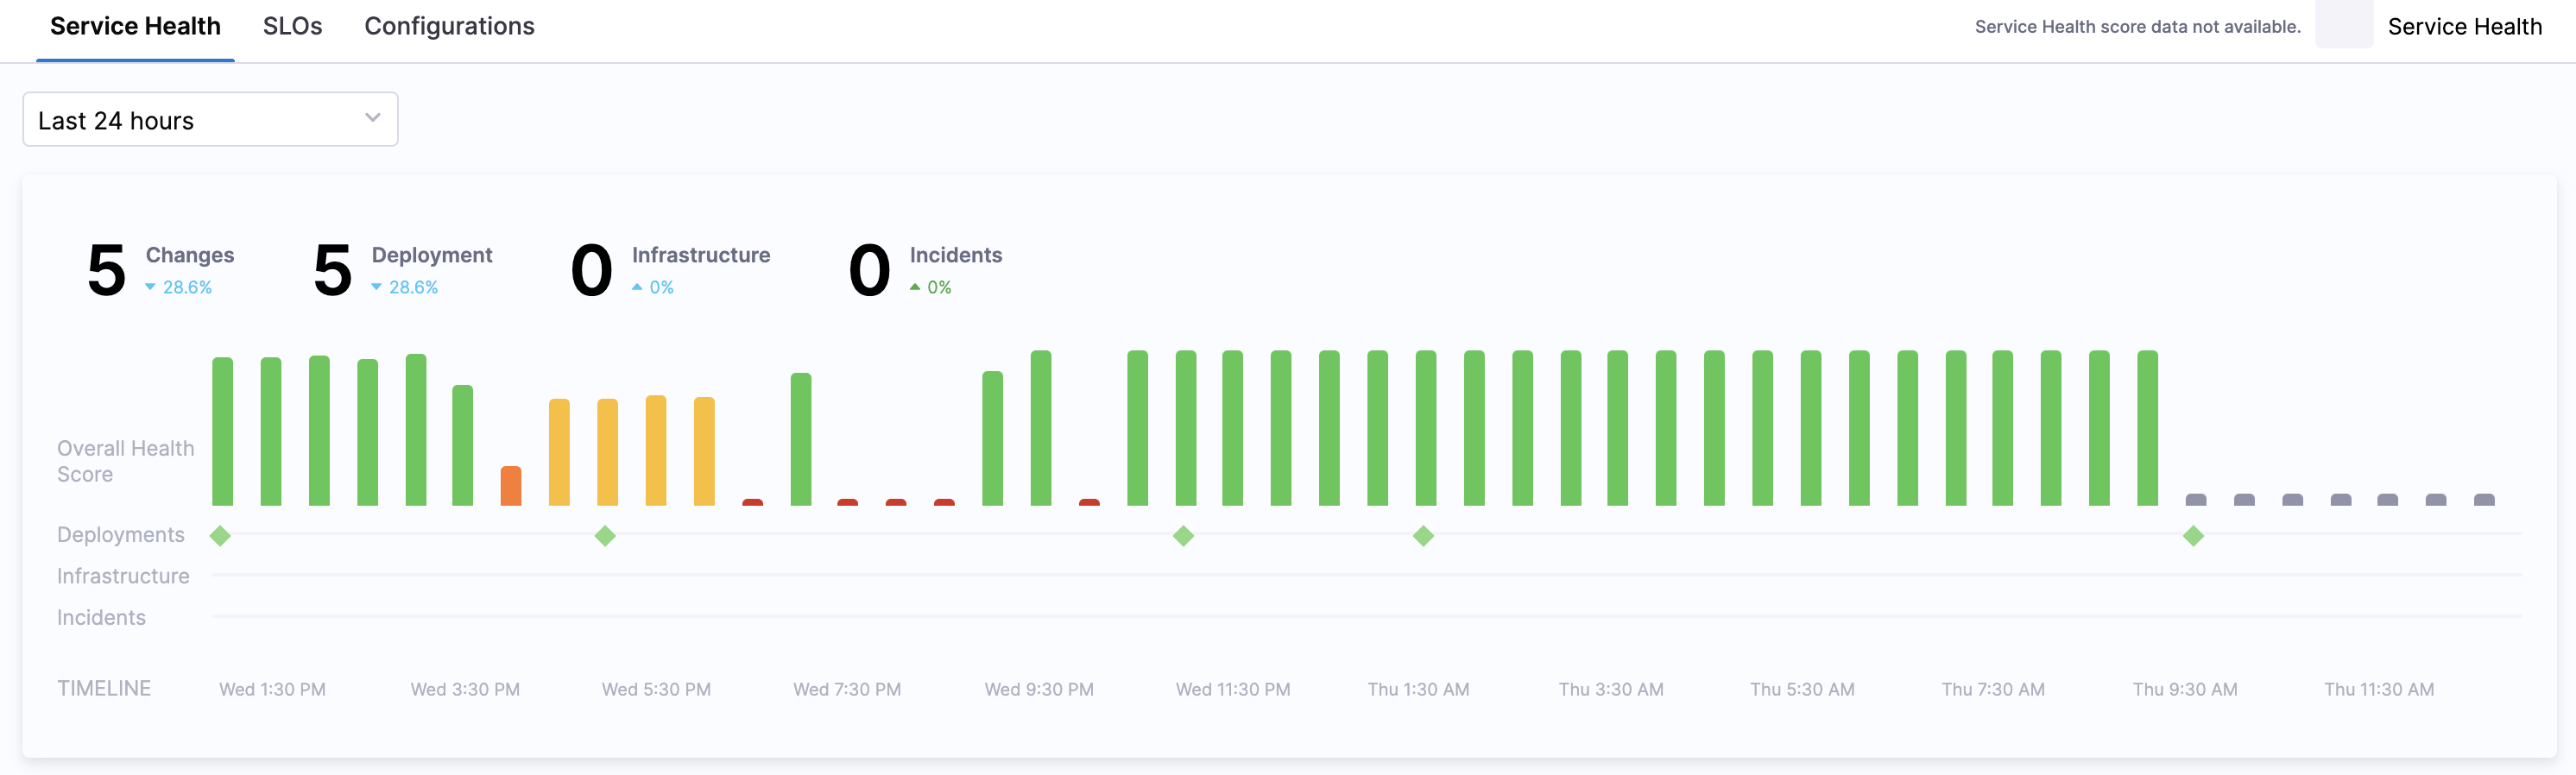 Service Health SLOs Configurations Service Health score data not available. Service Health
Last 24 hours
5 Changes 28.6% 5 Deployment 28.6% 0 Infrastructure 0% 0 Incidents 0%
Overall Health
Score
Deployments
Infrastructure
Incidents
TIMELINE Wed 1:30 PM Wed 3:30 PM Wed 5:30 PM Wed 7:30 PM Wed 9:30 PM Wed 11:30 PM Thu 1:30 AM Thu 3:30 AM Thu 5:30 AM Thu 7:30 AM Thu 9:30 AM Thu 11:30 AM